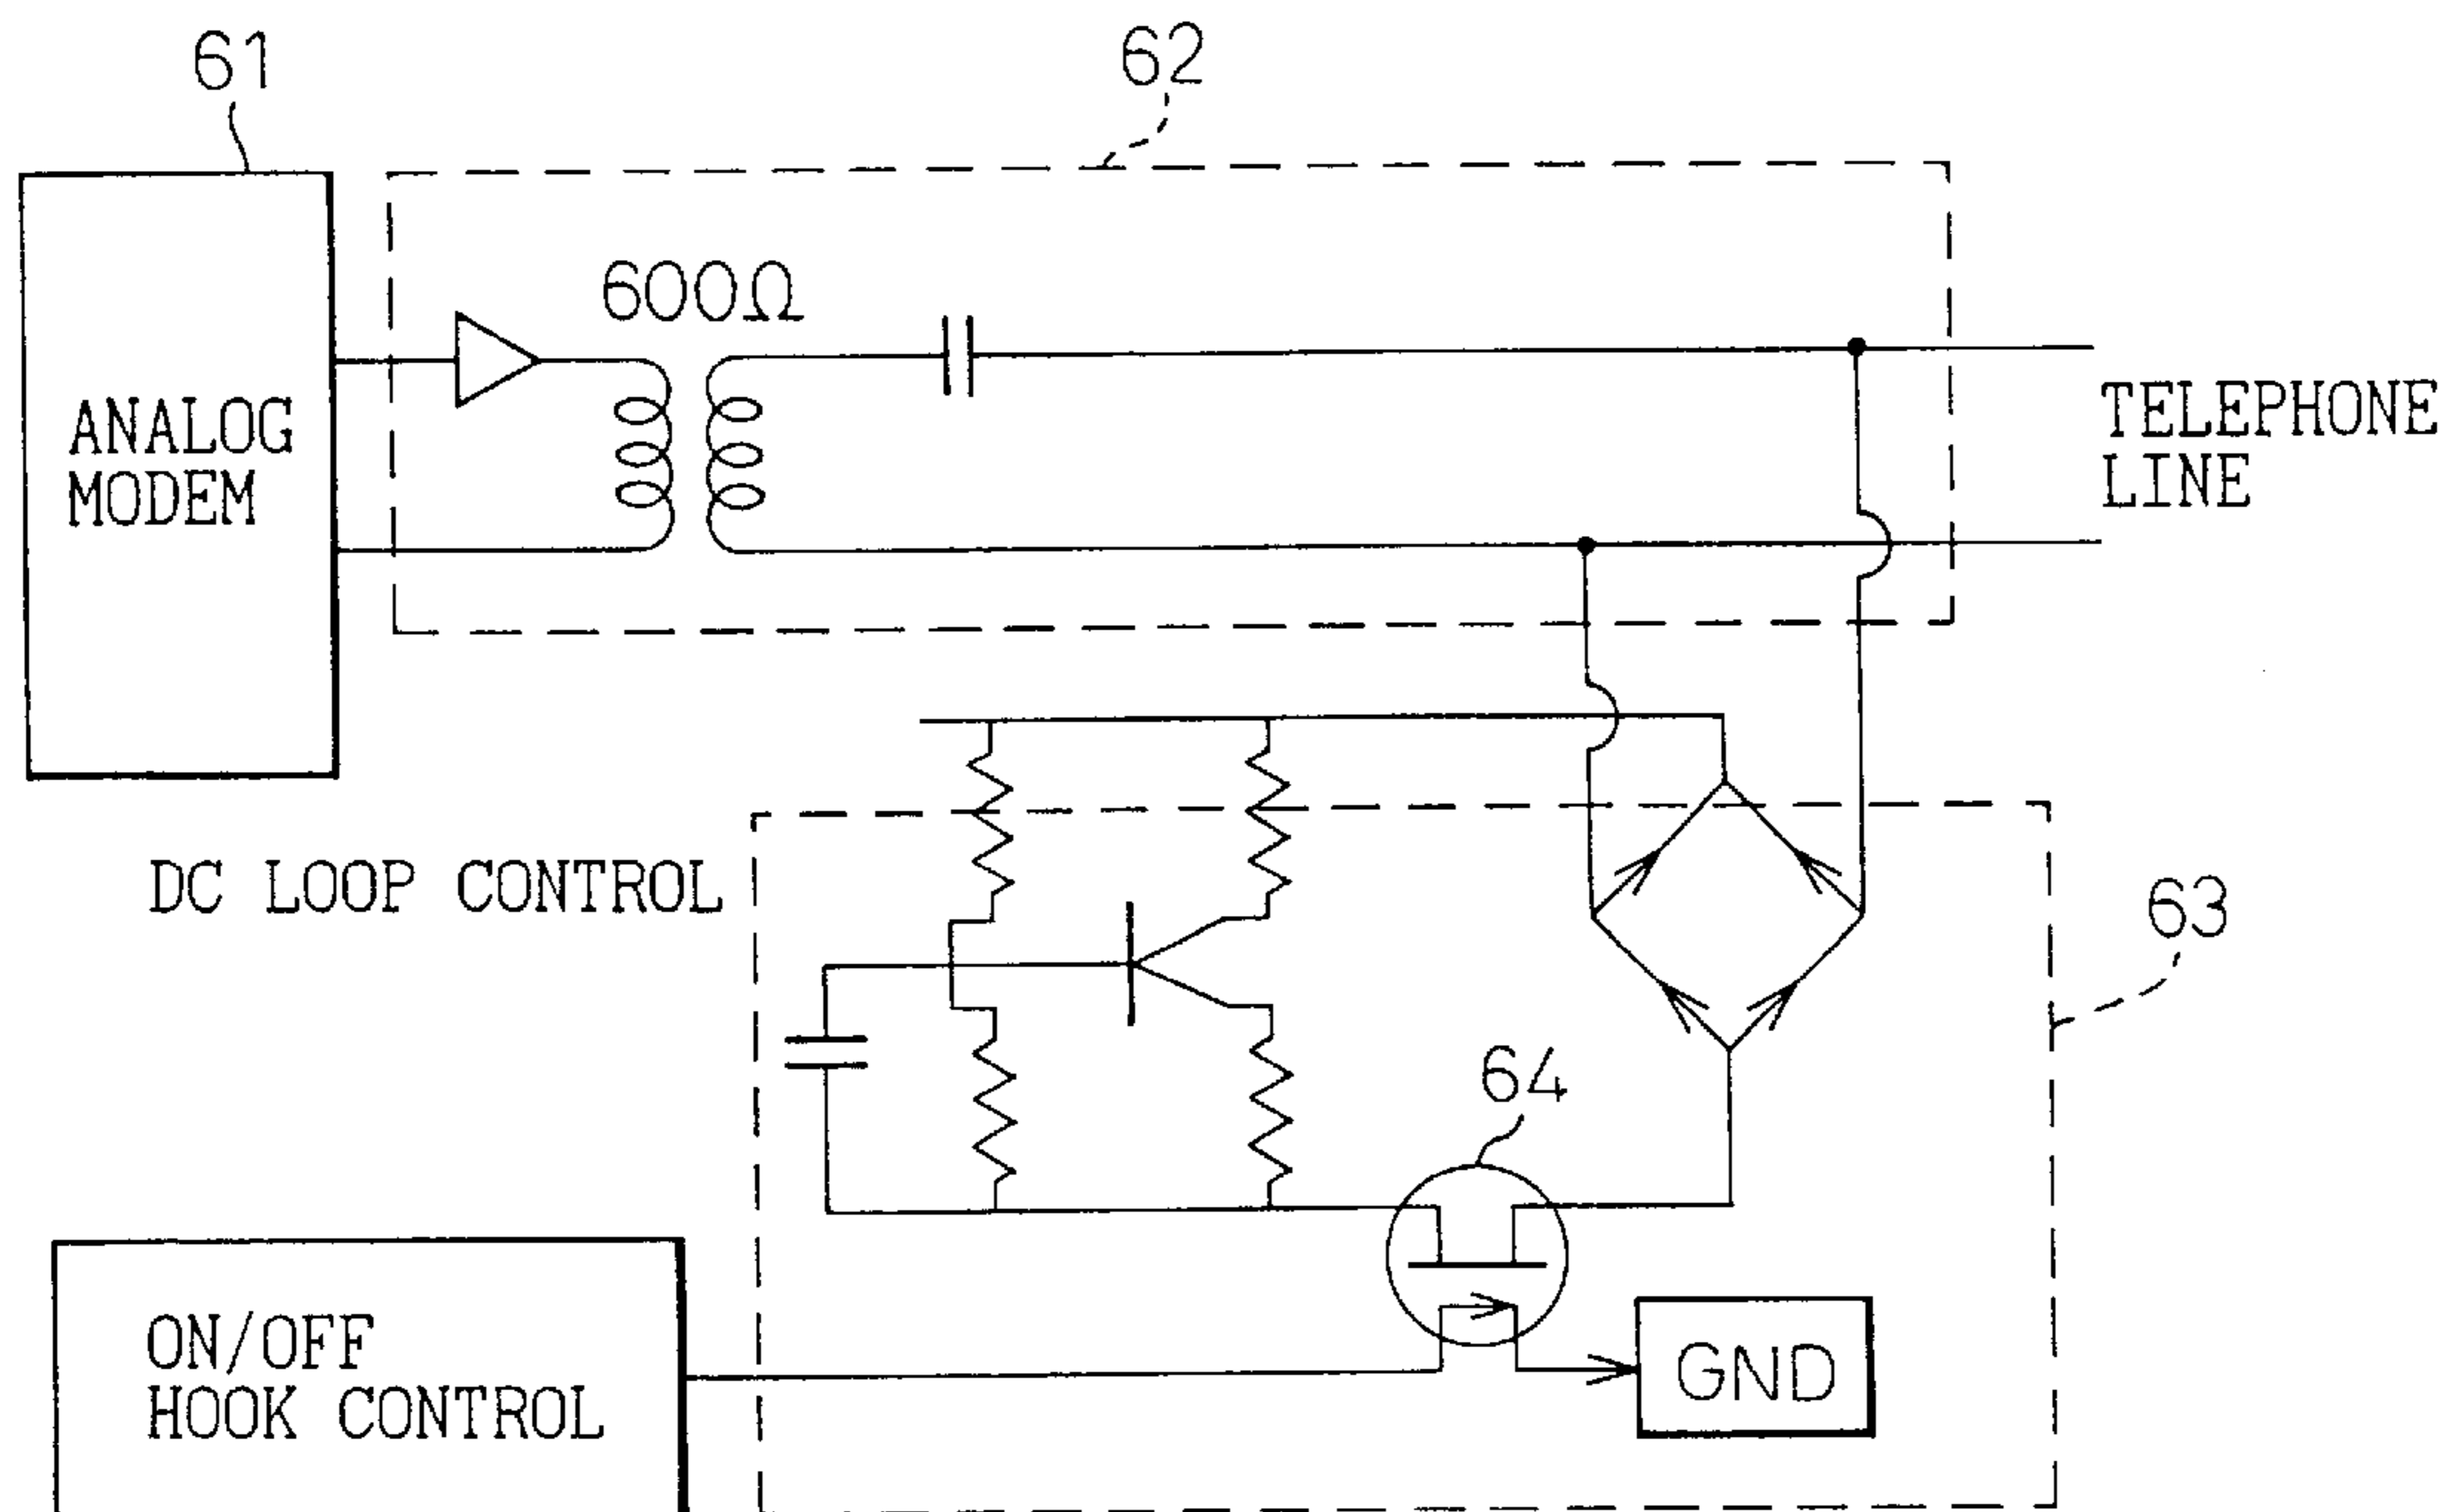 61
62
600Ω
ANALOG
MODEM
TELEPHONE
LINE
DC LOOP CONTROL
63
64
ON/OFF
HOOK CONTROL
GND